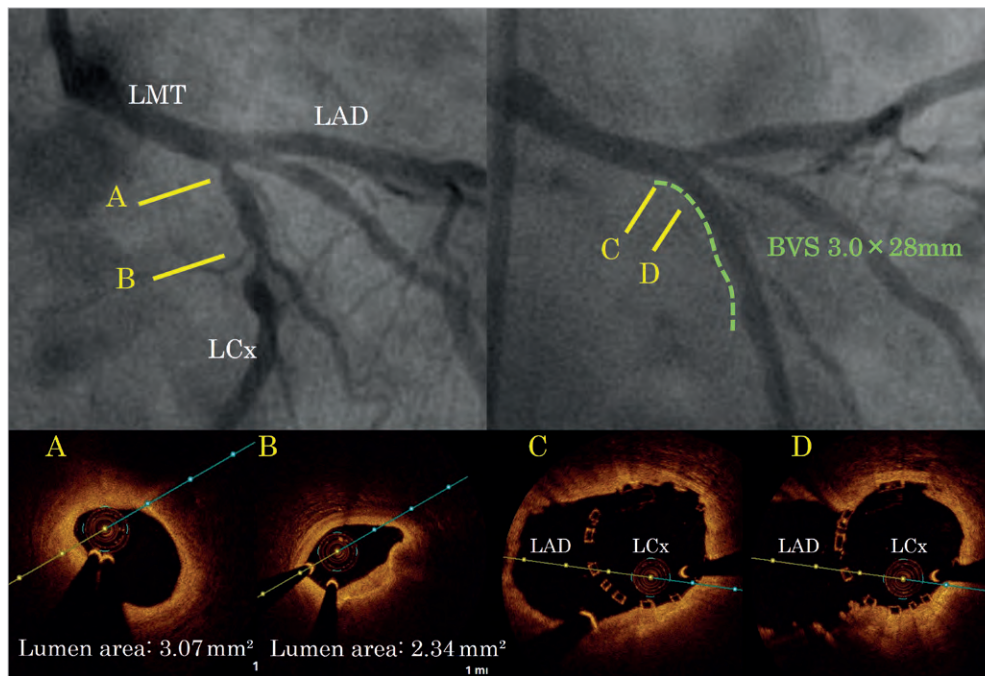 LMT
LAD
A
B
LCx
C
D
BVS 3.0×28mm
A
B
C
D
LAD
LCx
LAD
LCx
Lumen area: 3.07 mm²
Lumen area: 2.34 mm²
1